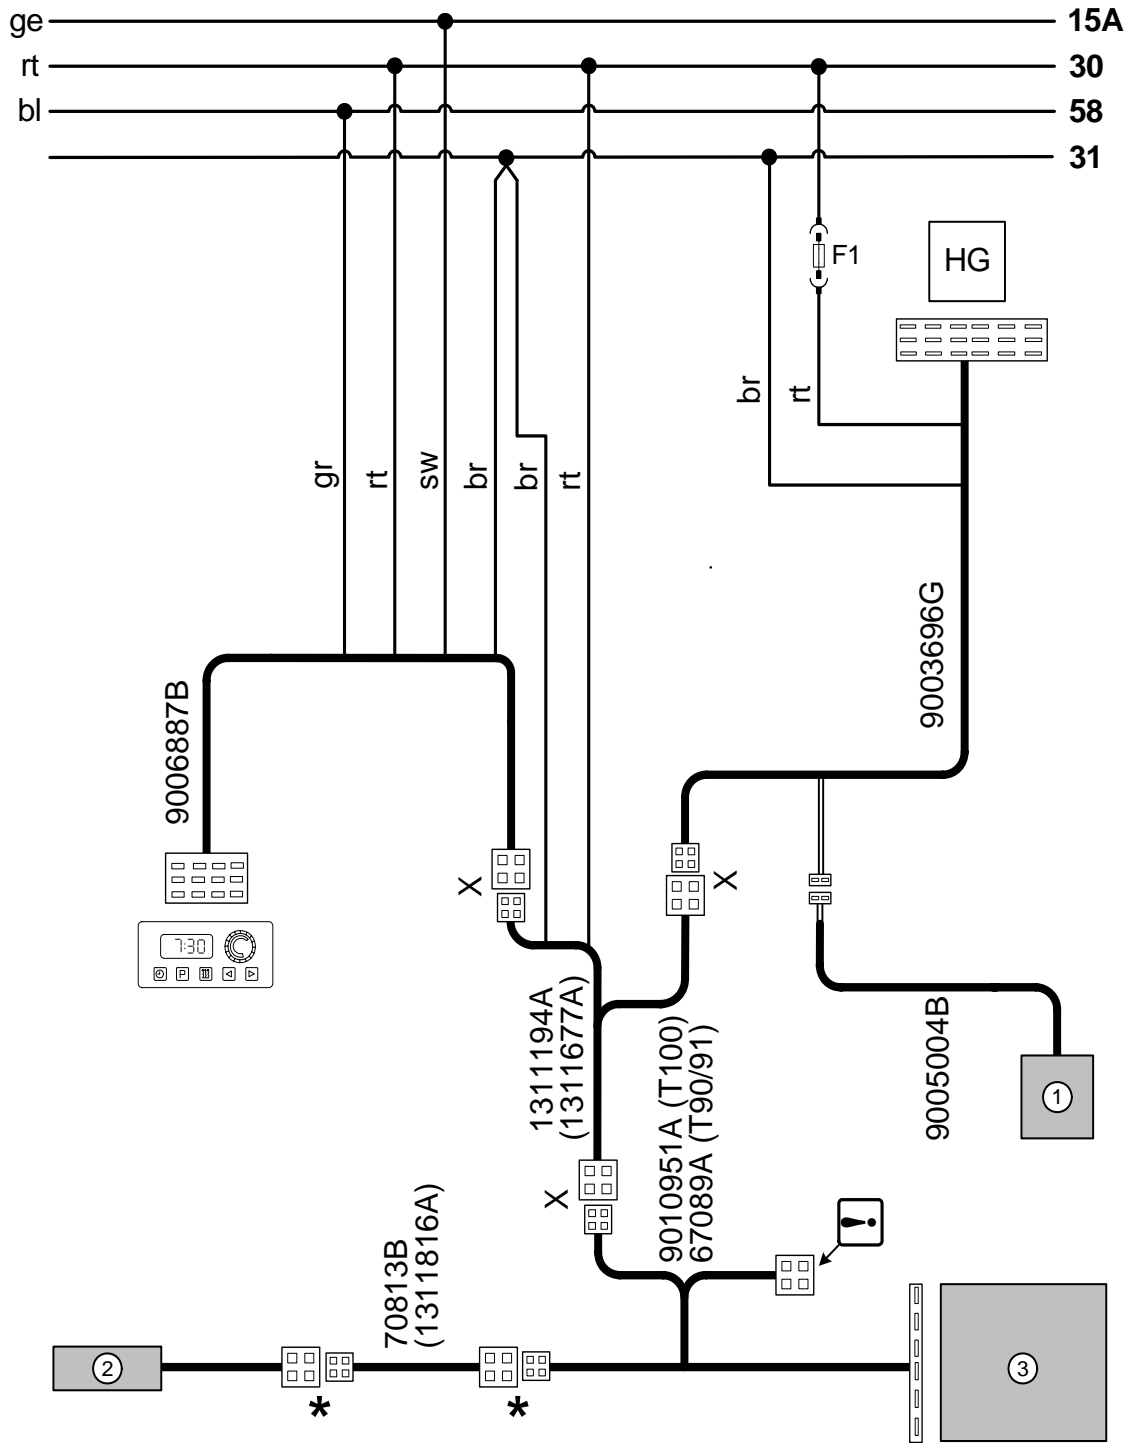 ge
15A
rt
30
bl
58
31
F1
HG
br
rt
gr
rt
sw
br
br
rt
9003696G
9006887B
X
X
7:30
P
1311194A
(1311677A)
9010951A (T100)
67089A (T90/91)
9005004B
1
X
70813B
(1311816A)
!
2
3
*
*